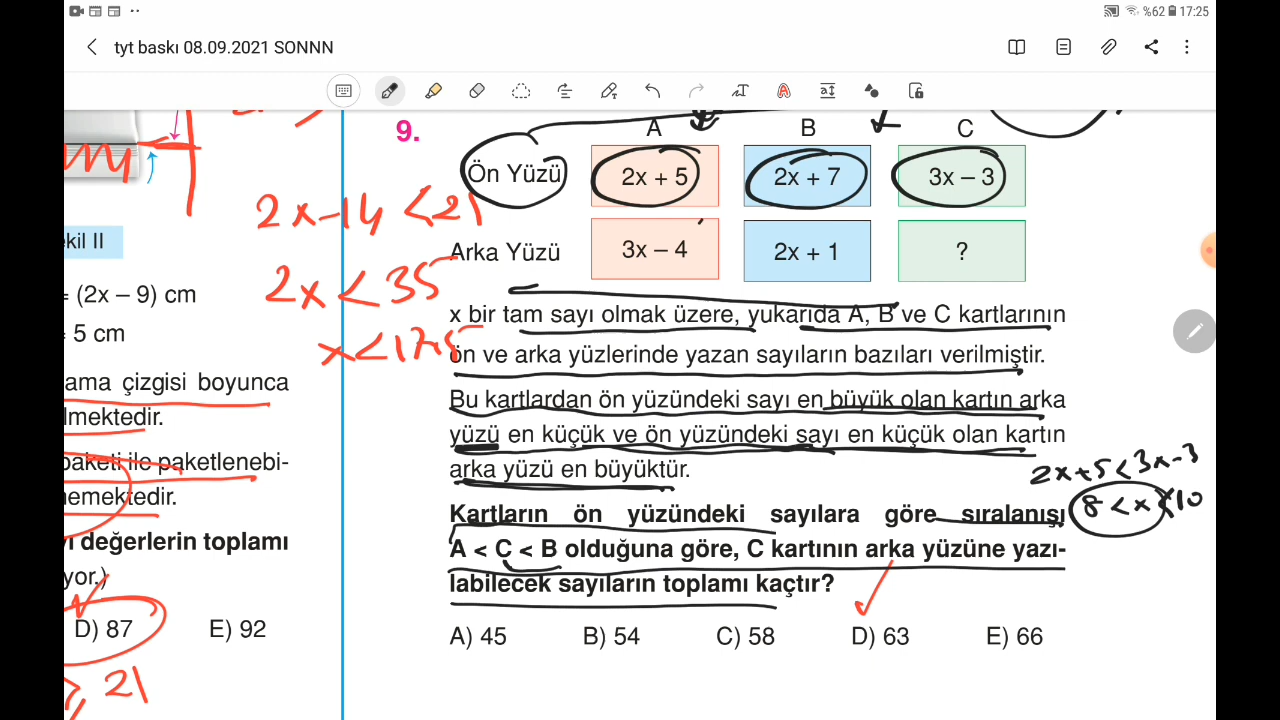 %62 17:25
tyt baskı 08.09.2021 SONNN
9.
A B C
Ön Yüzü 2x + 5 2x + 7 3x – 3
Arka Yüzü 3x – 4 2x + 1 ?
x bir tam sayı olmak üzere, yukarıda A, B ve C kartlarının
ön ve arka yüzlerinde yazan sayıların bazıları verilmiştir.
Bu kartlardan ön yüzündeki sayı en büyük olan kartın arka
yüzü en küçük ve ön yüzündeki sayı en küçük olan kartın
arka yüzü en büyüktür.
2x+5<3x-3
8<x<10
Kartların ön yüzündeki sayılara göre sıralanışı
A < C < B olduğuna göre, C kartının arka yüzüne yazı-
labilecek sayıların toplamı kaçtır?
A) 45 B) 54 C) 58 D) 63 E) 66
2x-14<21
2x<35
x<17,5
ekil II
= (2x – 9) cm
= 5 cm
ama çizgisi boyunca
lmektedir.
paketi ile paketlenebi-
nemektedir.
yı değerlerin toplamı
yor.)
D) 87 E) 92
21